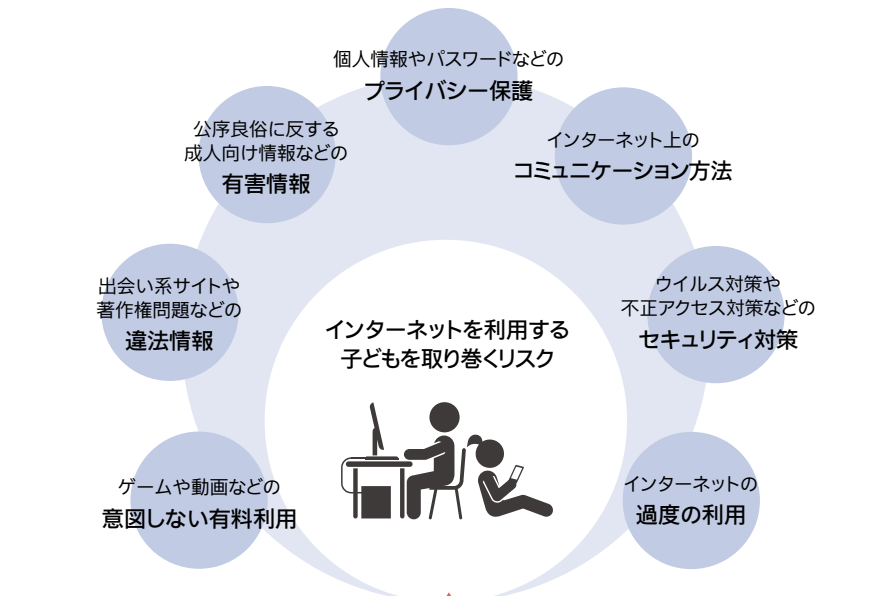 個人情報やパスワードなどの
プライバシー保護
公序良俗に反する
成人向け情報などの
有害情報
インターネット上の
コミュニケーション方法
出会い系サイトや
著作権問題などの
違法情報
ウイルス対策や
不正アクセス対策などの
セキュリティ対策
インターネットを利用する
子どもを取り巻くリスク
ゲームや動画などの
意図しない有料利用
インターネットの
過度の利用